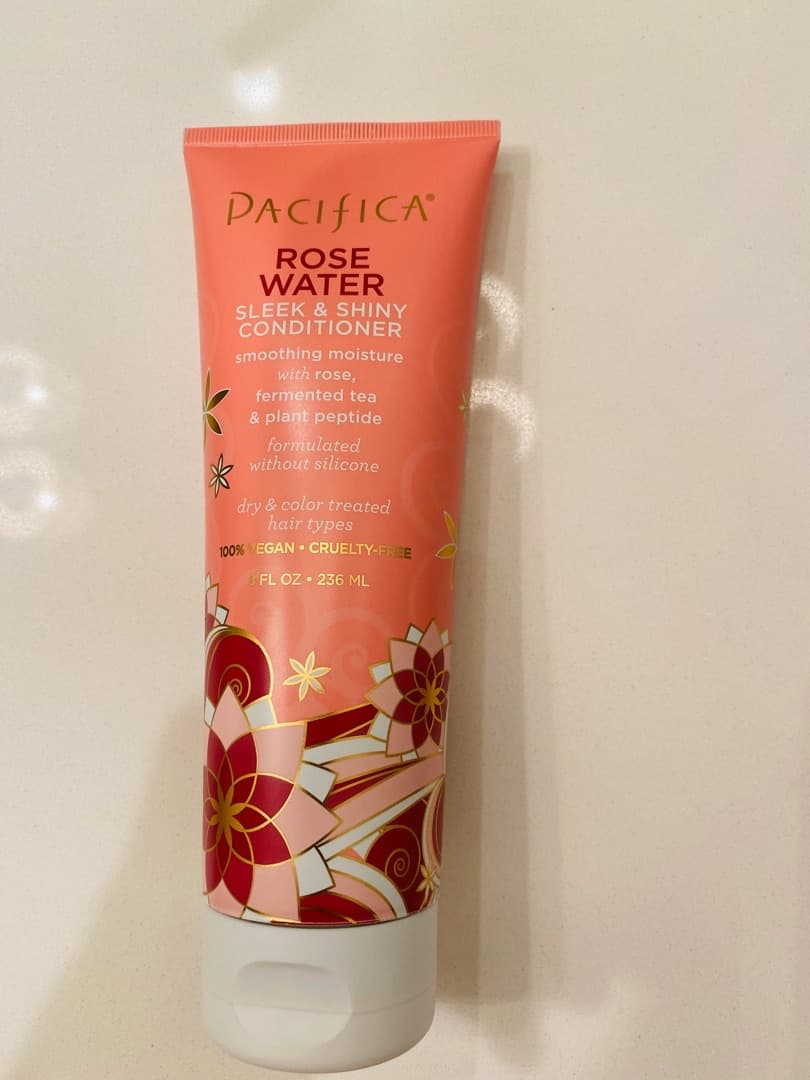 PACIFICA®
ROSE
WATER
SLEEK & SHINY
CONDITIONER
smoothing moisture
with rose,
fermented tea
& plant peptide
formulated
without silicone
dry & color treated
hair types
100% VEGAN • CRUELTY-FREE
8 FL OZ • 236 ML